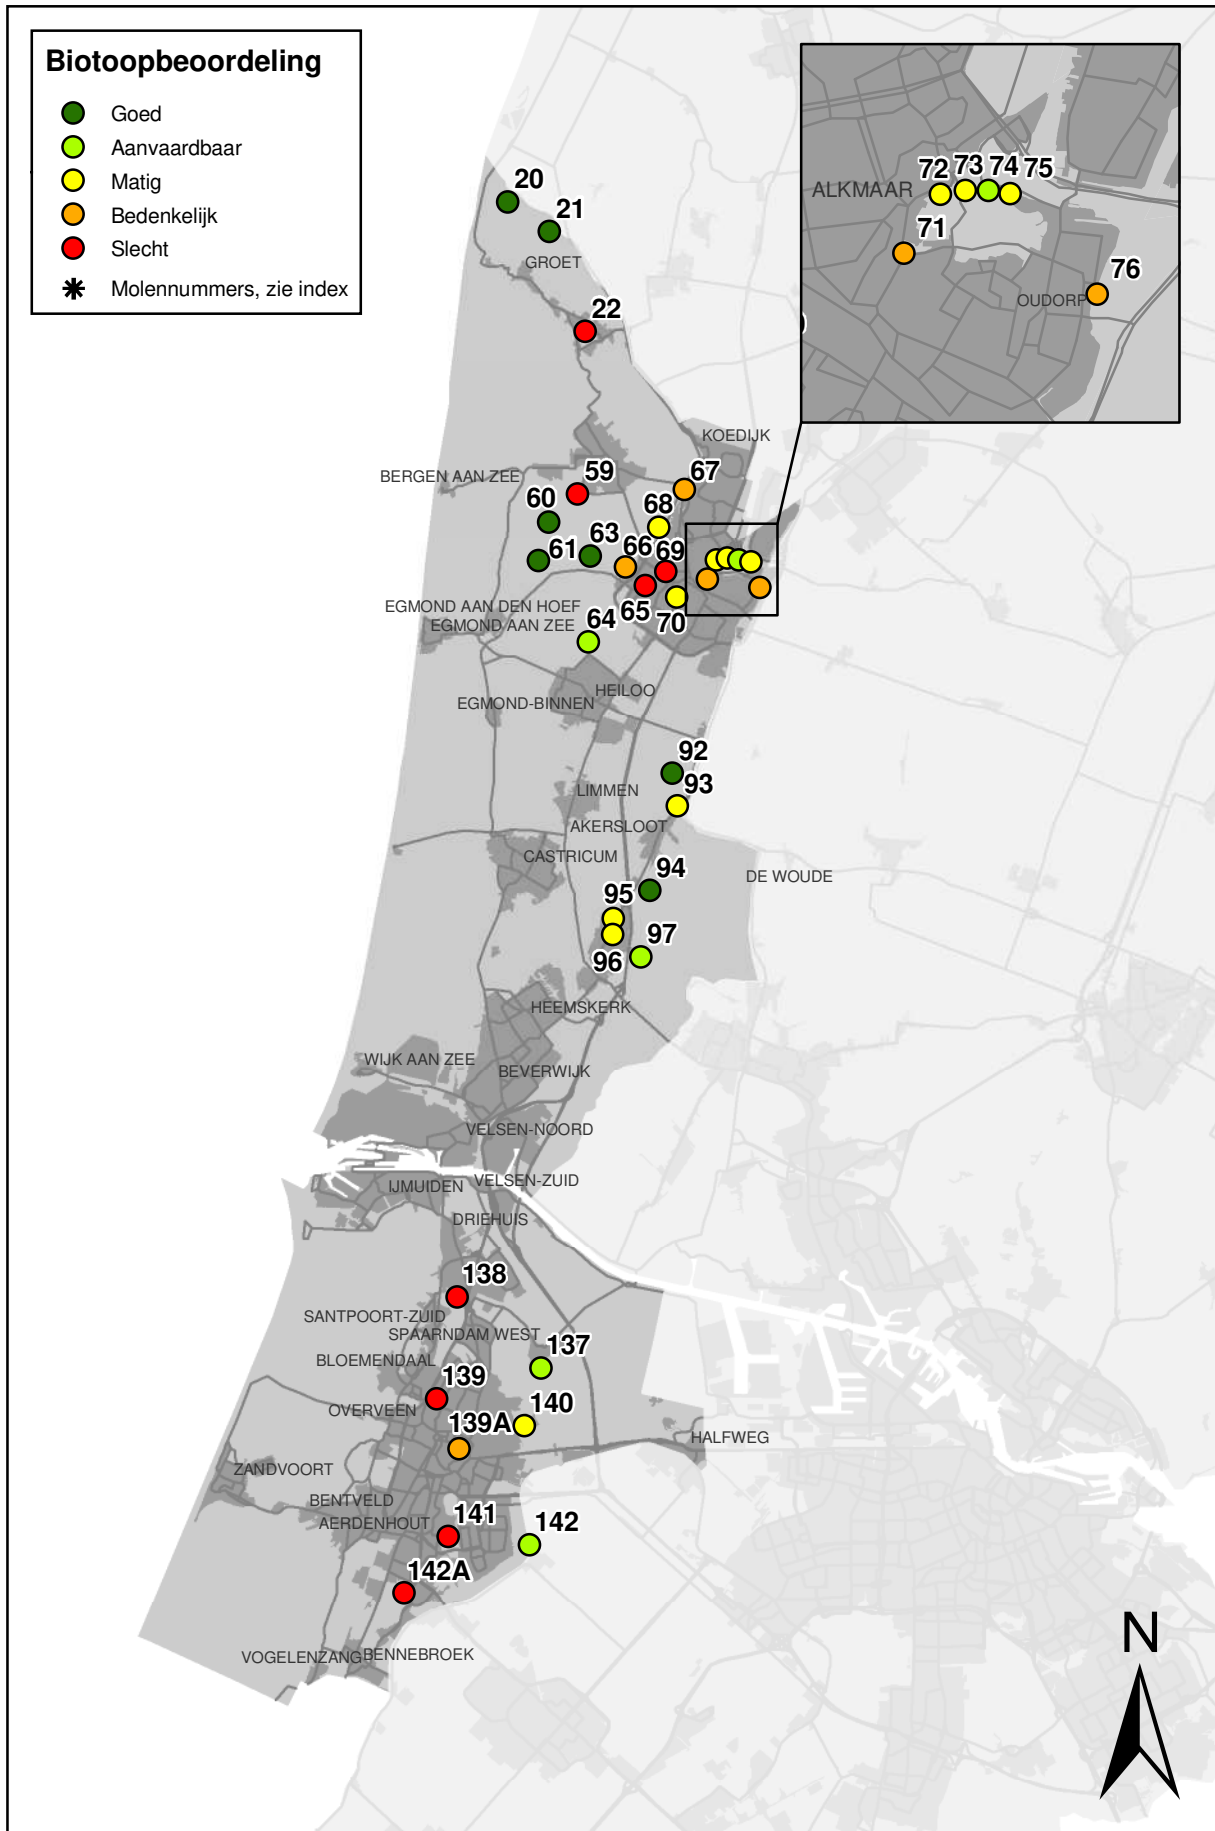 Biotoopbeoordeling
Goed
Aanvaardbaar
Matig
Bedenkelijk
Slecht
Molennummers, zie index
72
73
74
75
ALKMAAR
71
76
OUDORP
20
21
GROET
22
KOEDIJK
BERGEN AAN ZEE
59
67
60
68
61
63
66
69
EGMOND AAN DEN HOEF
65
EGMOND AAN ZEE
64
70
HEILOO
EGMOND-BINNEN
92
LIMMEN
93
AKERSLOOT
CASTRICUM
94
DE WOUDE
95
97
96
HEEMSKERK
WIJK AAN ZEE
BEVERWIJK
VELSEN-NOORD
VELSEN-ZUID
IJMUIDEN
DRIEHUIS
138
SANTPOORT-ZUID
SPAARNDAM WEST
137
BLOEMENDAAL
139
OVERVEEN
140
139A
HALFWEG
ZANDVOORT
BENTVELD
141
AERDENHOUT
142
142A
VOGELENZANG
BENNEBROEK
N